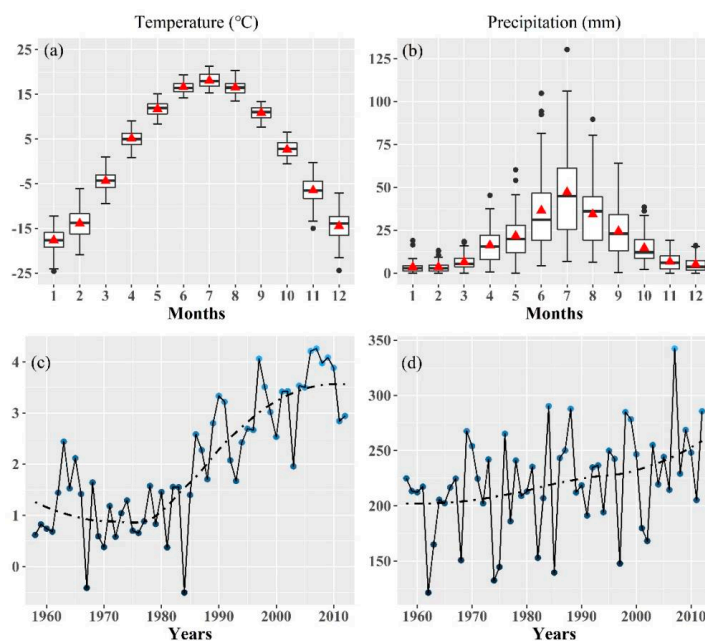 Temperature (℃)
Precipitation (mm)
(a)
25
15
5
-5
-15
-25
1 2 3 4 5 6 7 8 9 10 11 12
Months
(b)
125
100
75
50
25
0
1 2 3 4 5 6 7 8 9 10 11 12
Months
(c)
4
3
2
1
0
1960 1970 1980 1990 2000 2010
Years
(d)
350
300
250
200
150
1960 1970 1980 1990 2000 2010
Years